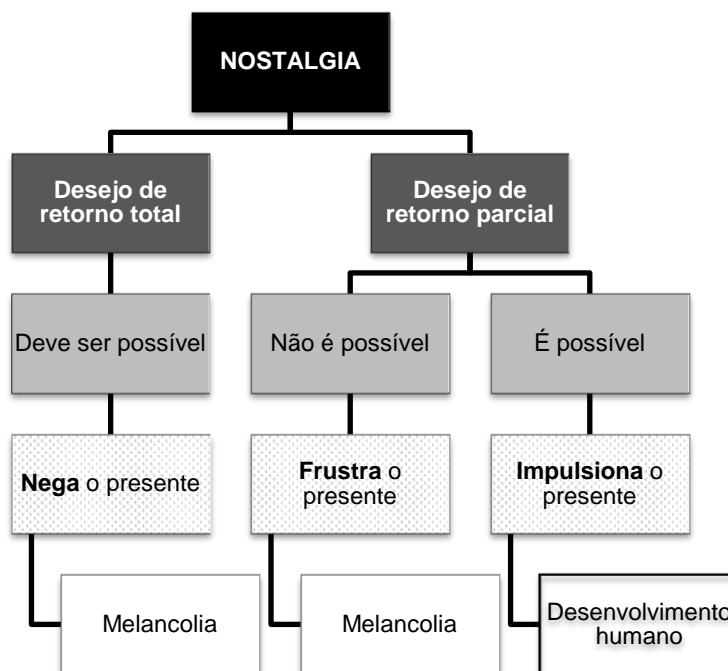 NOSTALGIA
Desejo de
retorno total
Desejo de
retorno parcial
Deve ser possível
Não é possível
É possível
Nega o presente
Frustra o
presente
Impulsiona o
presente
Melancolia
Melancolia
Desenvolvimento
humano